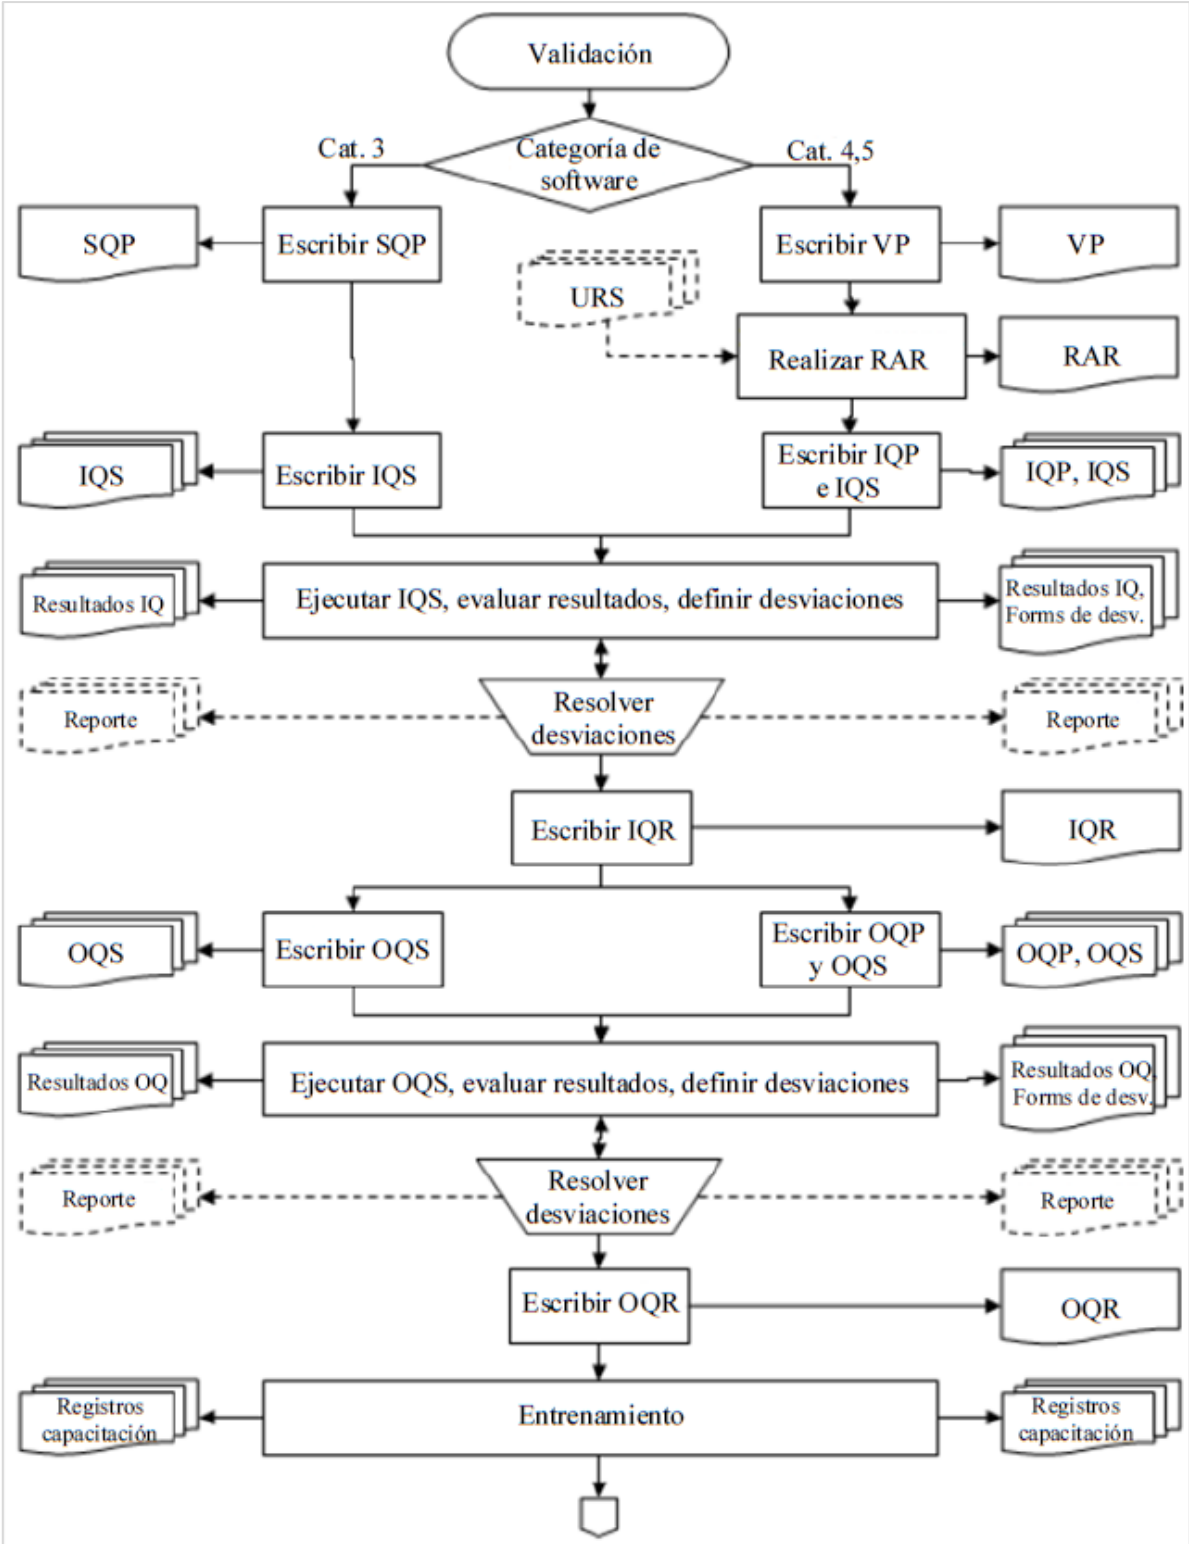 Validación
Cat. 3
Categoría de
software
Cat. 4,5
SQP
Escribir SQP
Escribir VP
VP
URS
Realizar RAR
RAR
IQS
Escribir IQS
Escribir IQP
e IQS
IQP, IQS
Resultados IQ
Ejecutar IQS, evaluar resultados, definir desviaciones
Resultados IQ,
Forms de desv.
Reporte
Resolver
desviaciones
Reporte
Escribir IQR
IQR
OQS
Escribir OQS
Escribir OQP
y OQS
OQP, OQS
Resultados OQ
Ejecutar OQS, evaluar resultados, definir desviaciones
Resultados OQ,
Forms de desv.
Reporte
Resolver
desviaciones
Reporte
Escribir OQR
OQR
Registros
capacitación
Entrenamiento
Registros
capacitación